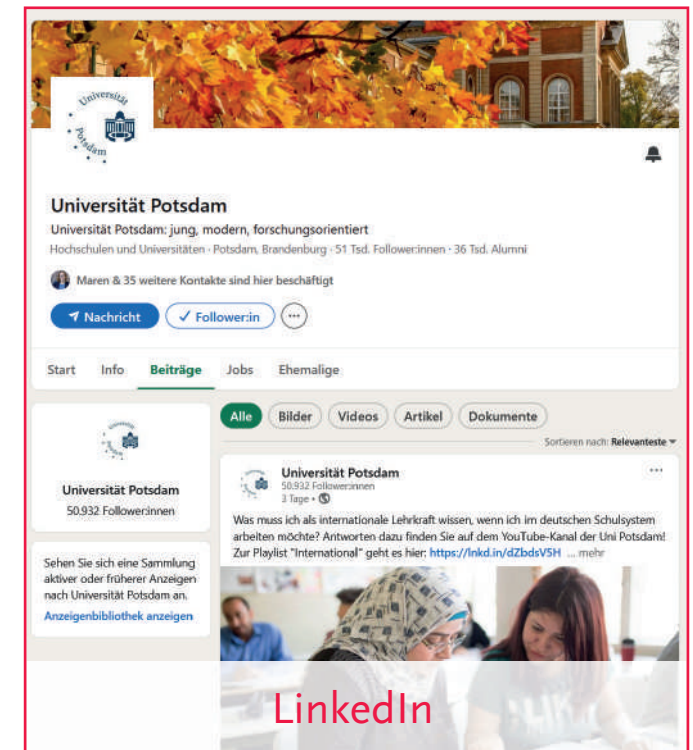 Universität
Potsdam
Universität Potsdam
Universität Potsdam: jung, modern, forschungsorientiert
Hochschulen und Universitäten · Potsdam, Brandenburg · 51 Tsd. Follower:innen · 36 Tsd. Alumni
Maren & 35 weitere Kontakte sind hier beschäftigt
Nachricht
Follower:in
Start Info Beiträge Jobs Ehemalige
Universität Potsdam
50.932 Follower:innen
Sehen Sie sich eine Sammlung
aktiver oder früherer Anzeigen
nach Universität Potsdam an.
Anzeigenbibliothek anzeigen
Alle Bilder Videos Artikel Dokumente
Sortieren nach: Relevanteste
Universität Potsdam
50.932 Follower:innen
3 Tage •
Was muss ich als internationale Lehrkraft wissen, wenn ich im deutschen Schulsystem
arbeiten möchte? Antworten dazu finden Sie auf dem YouTube-Kanal der Uni Potsdam!
Zur Playlist "International" geht es hier: https://lnkd.in/dZbdsV5H ... mehr
LinkedIn